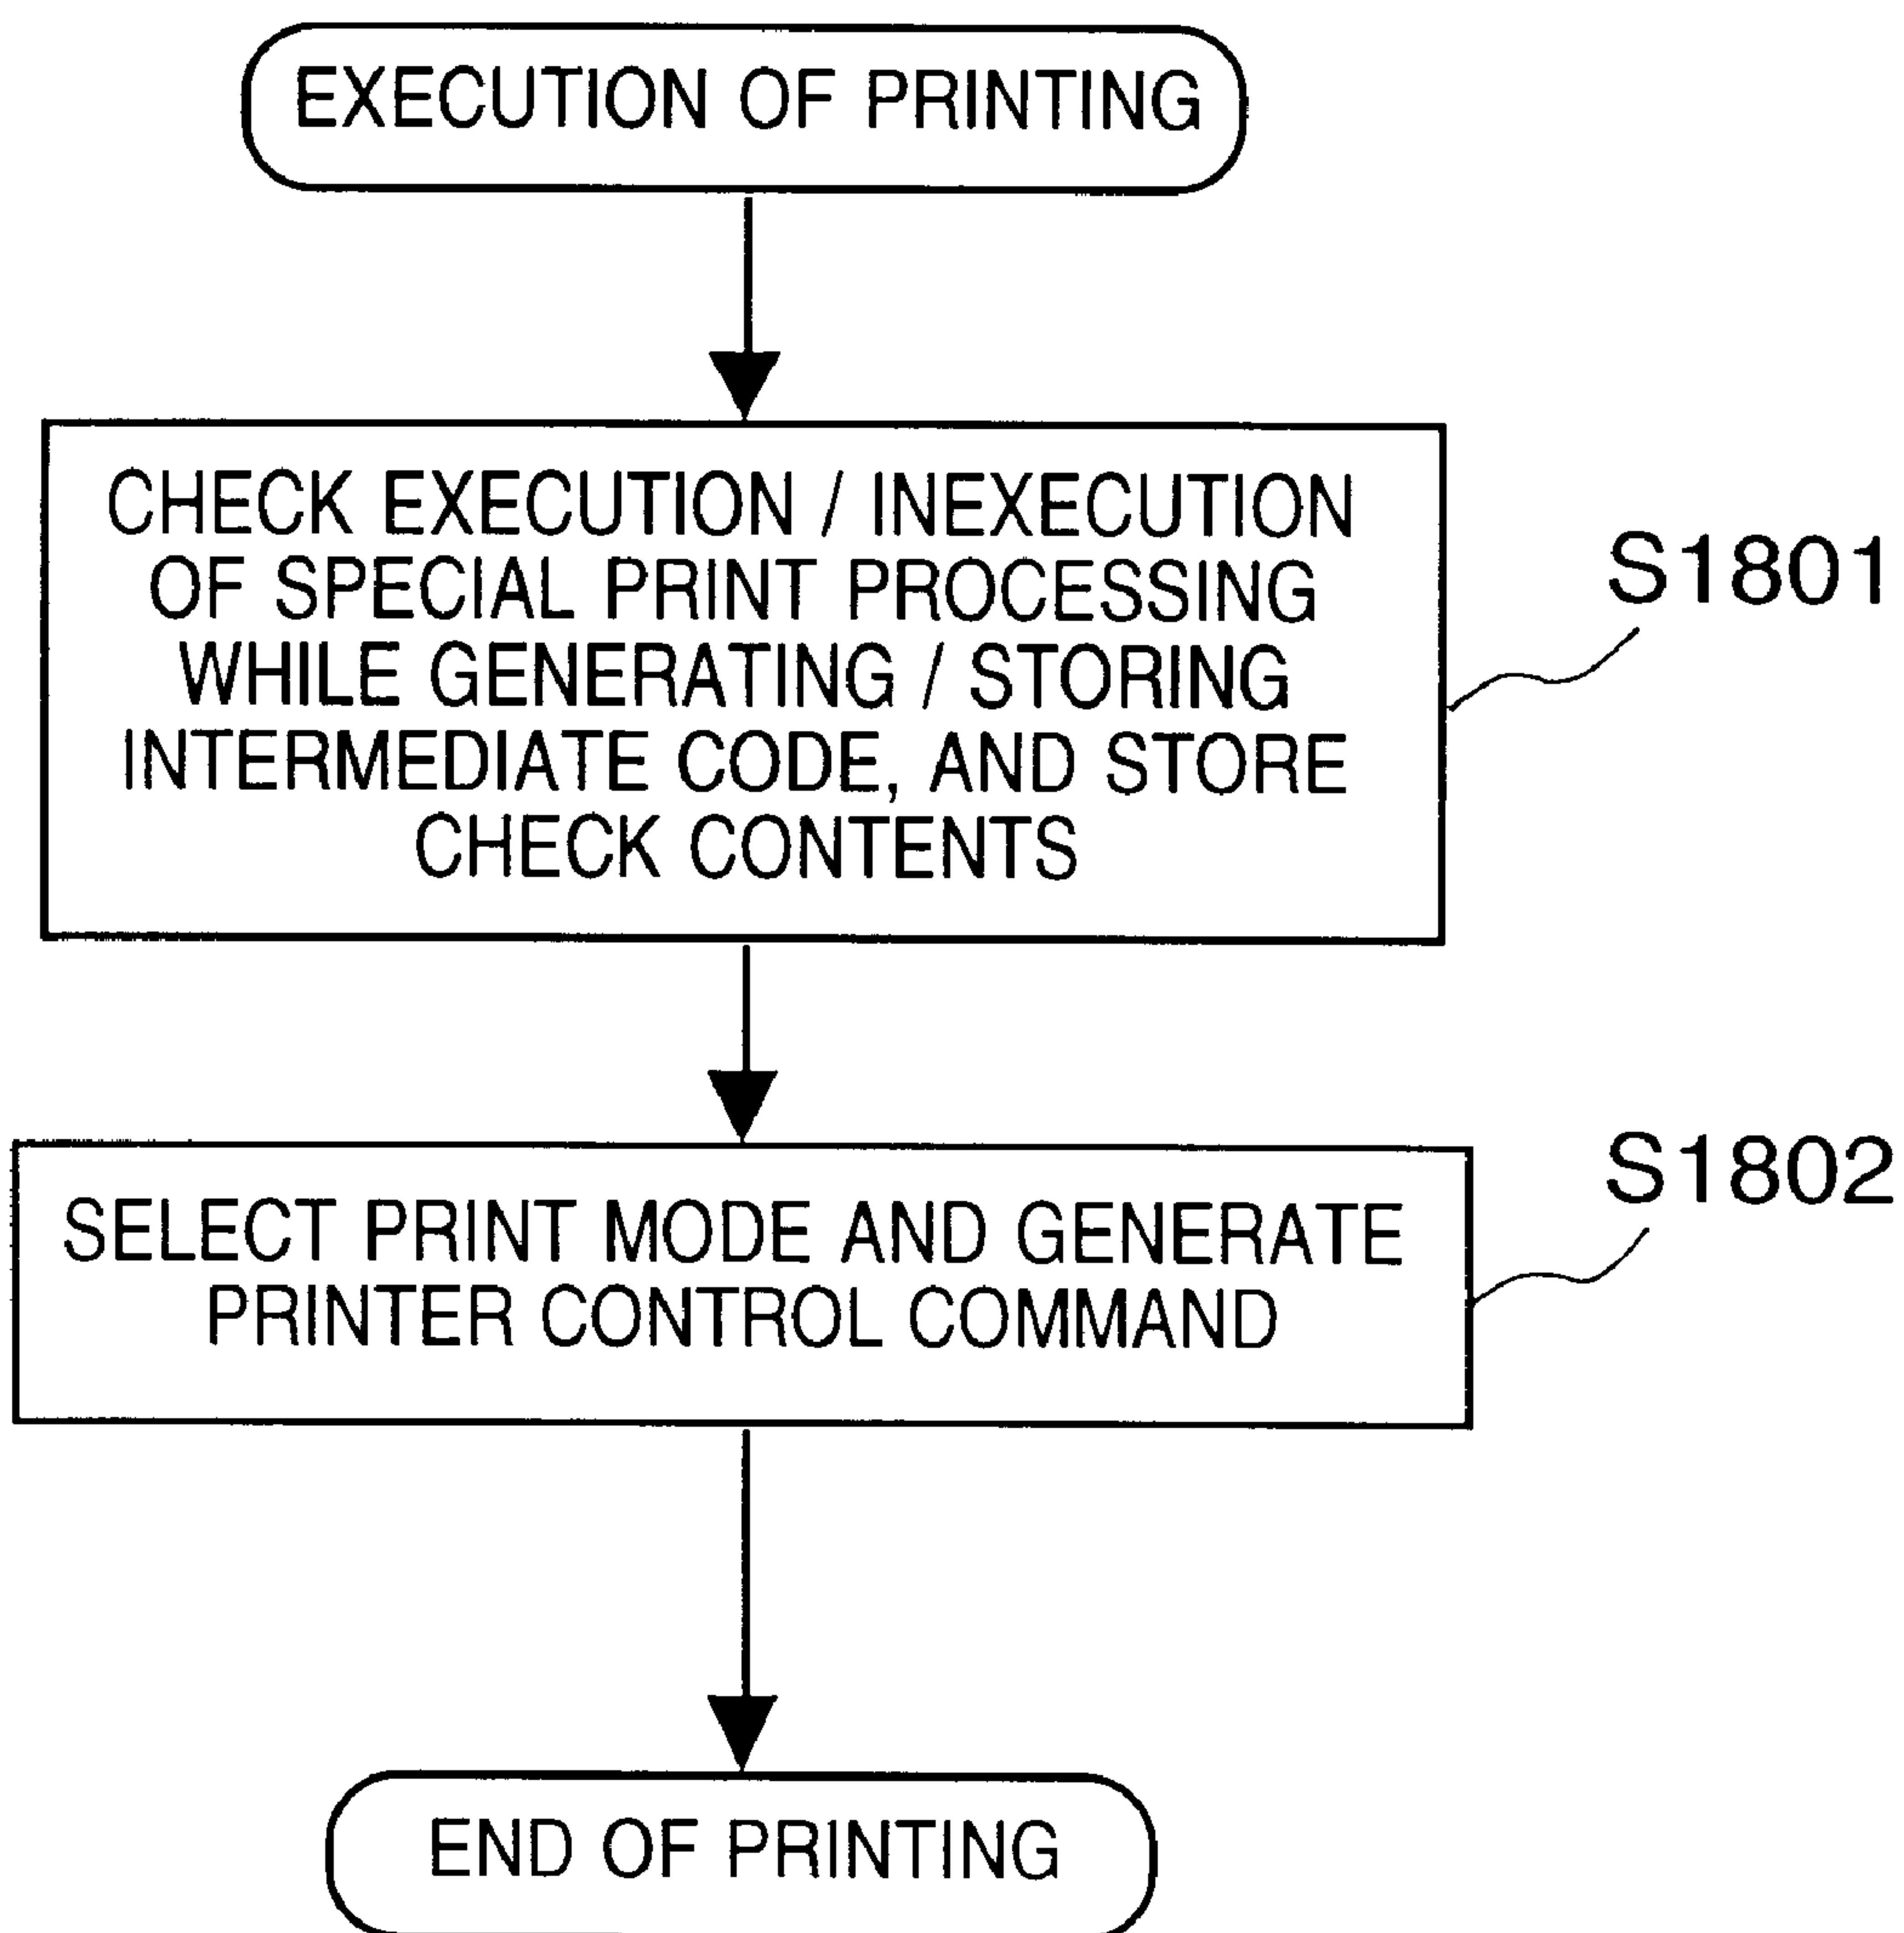 EXECUTION OF PRINTING
CHECK EXECUTION / INEXECUTION
OF SPECIAL PRINT PROCESSING
WHILE GENERATING / STORING
INTERMEDIATE CODE, AND STORE
CHECK CONTENTS
S1801
SELECT PRINT MODE AND GENERATE
PRINTER CONTROL COMMAND
S1802
END OF PRINTING